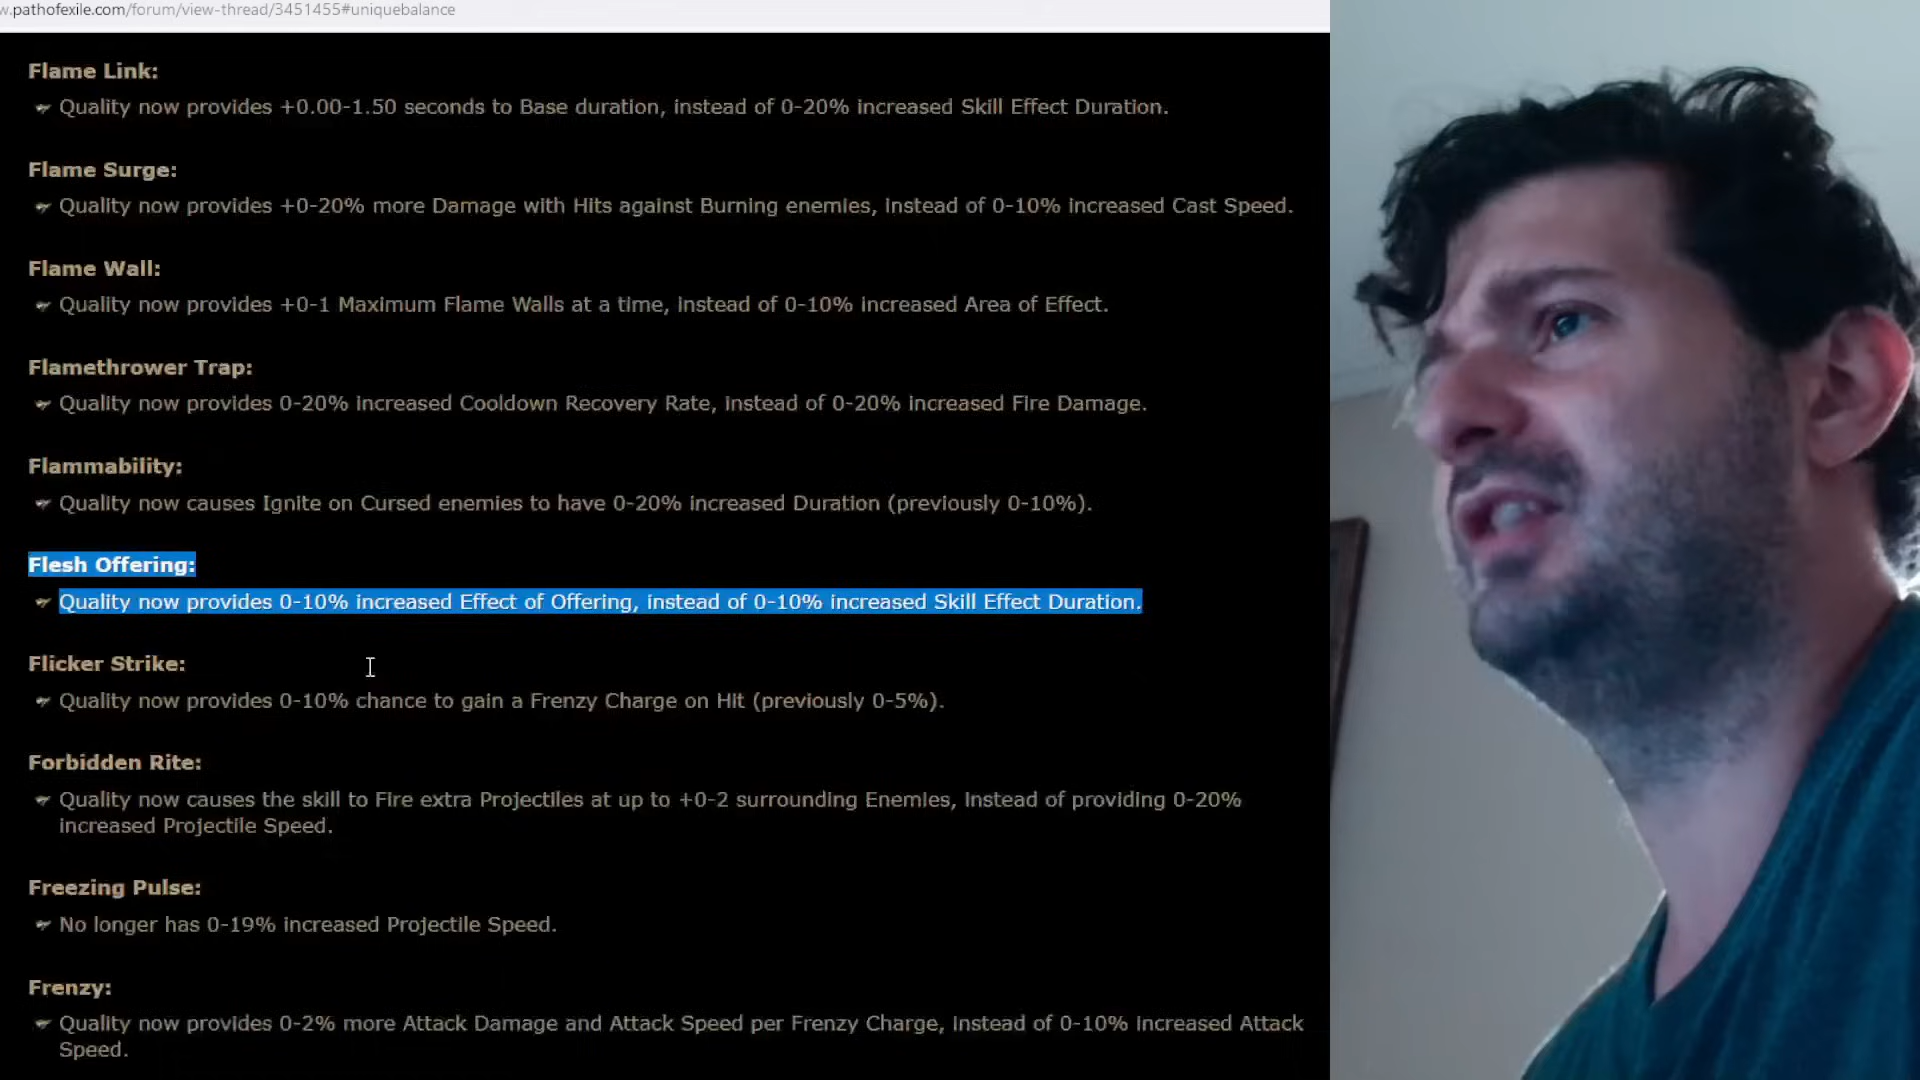 w.pathofexile.com/forum/view-thread/3451455#uniquebalance
Flame Link:
Quality now provides +0.00-1.50 seconds to Base duration, instead of 0-20% increased Skill Effect Duration.
Flame Surge:
Quality now provides +0-20% more Damage with Hits against Burning enemies, instead of 0-10% increased Cast Speed.
Flame Wall:
Quality now provides +0-1 Maximum Flame Walls at a time, instead of 0-10% increased Area of Effect.
Flamethrower Trap:
Quality now provides 0-20% increased Cooldown Recovery Rate, instead of 0-20% increased Fire Damage.
Flammability:
Quality now causes Ignite on Cursed enemies to have 0-20% increased Duration (previously 0-10%).
Flesh Offering:
Quality now provides 0-10% increased Effect of Offering, instead of 0-10% increased Skill Effect Duration.
Flicker Strike:
Quality now provides 0-10% chance to gain a Frenzy Charge on Hit (previously 0-5%).
Forbidden Rite:
Quality now causes the skill to Fire extra Projectiles at up to +0-2 surrounding Enemies, instead of providing 0-20%
increased Projectile Speed.
Freezing Pulse:
No longer has 0-19% increased Projectile Speed.
Frenzy:
Quality now provides 0-2% more Attack Damage and Attack Speed per Frenzy Charge, instead of 0-10% increased Attack
Speed.